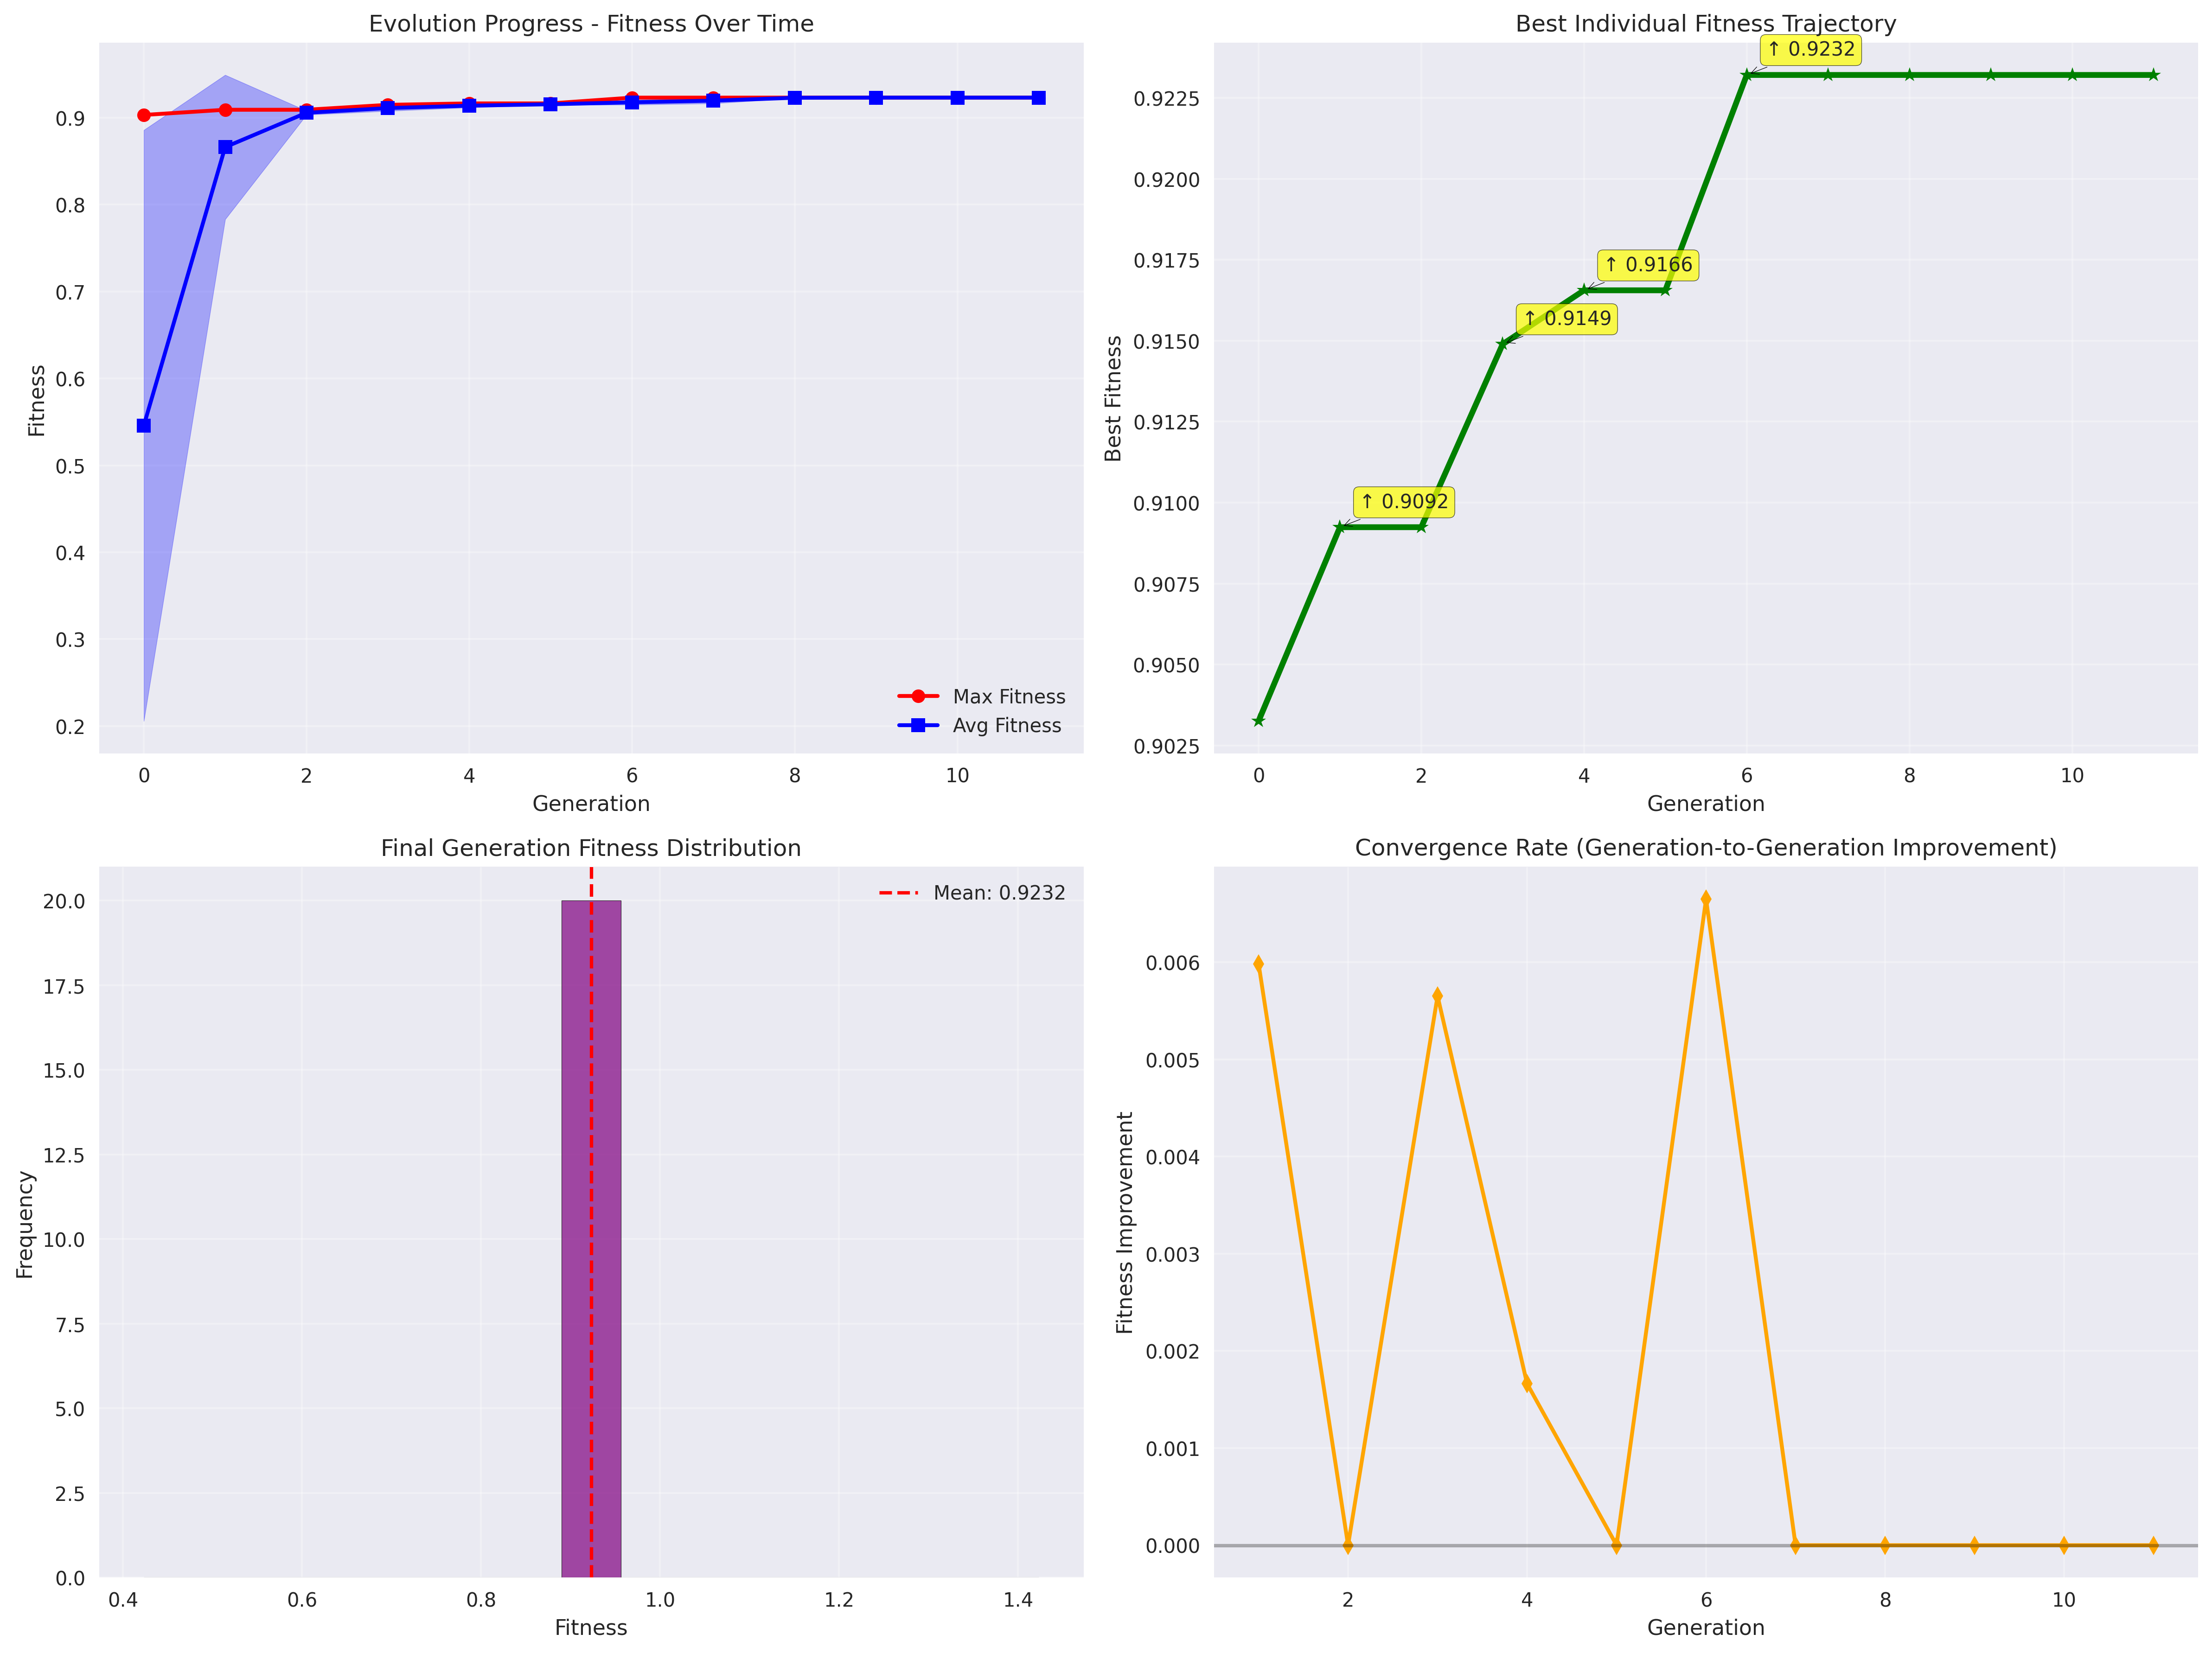 Evolution Progress - Fitness Over Time
Fitness
0.9
0.8
0.7
0.6
0.5
0.4
0.3
0.2
0 2 4 6 8 10
Generation
Max Fitness
Avg Fitness
Best Individual Fitness Trajectory
Best Fitness
0.9225
0.9200
0.9175
0.9150
0.9125
0.9100
0.9075
0.9050
0.9025
↑ 0.9232
↑ 0.9166
↑ 0.9149
↑ 0.9092
0 2 4 6 8 10
Generation
Final Generation Fitness Distribution
Frequency
20.0
17.5
15.0
12.5
10.0
7.5
5.0
2.5
0.0
Mean: 0.9232
0.4 0.6 0.8 1.0 1.2 1.4
Fitness
Convergence Rate (Generation-to-Generation Improvement)
Fitness Improvement
0.006
0.005
0.004
0.003
0.002
0.001
0.000
2 4 6 8 10
Generation